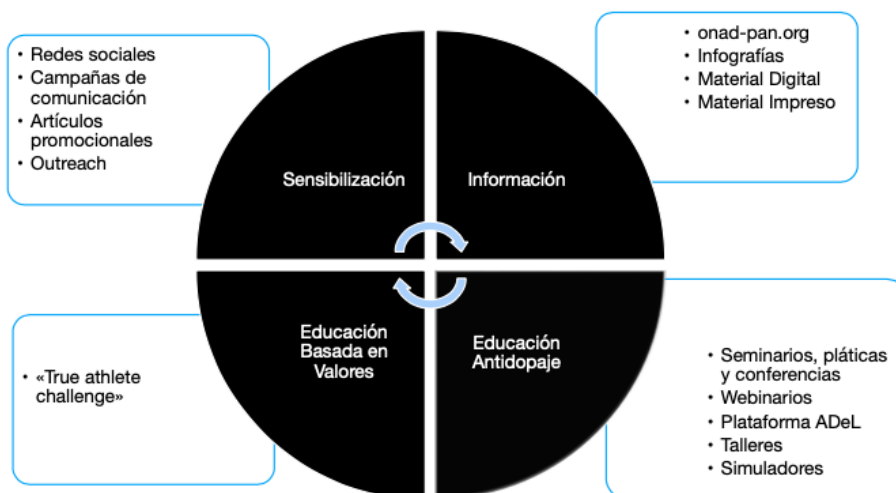 • Redes sociales
• Campañas de
comunicación
• Artículos
promocionales
• Outreach
• onad-pan.org
• Infografías
• Material Digital
• Material Impreso
Sensibilización
Información
Educación
Basada en
Valores
Educación
Antidopaje
• «True athlete
challenge»
• Seminarios, pláticas
y conferencias
• Webinarios
• Plataforma ADeL
• Talleres
• Simuladores